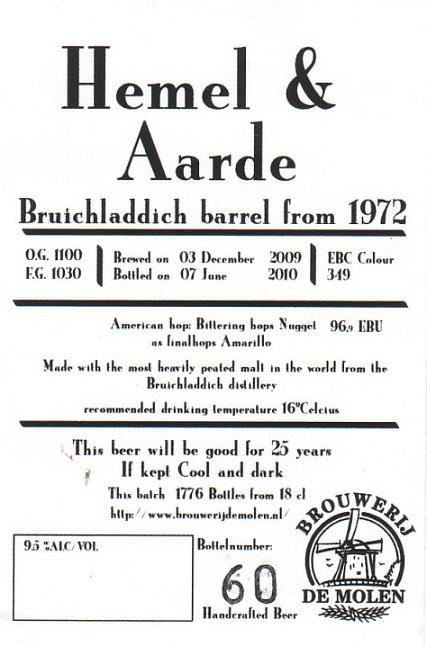 Hemel &
Aarde
Bruichladdich barrel from 1972
O.G. 1100
F.G. 1030
Brewed on 03 December 2009
Bottled on 07 June 2010
EBC Colour
349
American hop: Bittering hops Nugget 96,9 EBU
as finalhops Amarillo
Made with the most heavily peated malt in the world from the
Bruichladdich distillery
recommended drinking temperature 16°Celcius
This beer will be good for 25 years
If kept Cool and dark
This batch 1776 Bottles from 18 cl
http://www.brouwerijdemolen.nl/
9.5 %ALC/VOL
Bottelnumber:
60
Handcrafted Beer
BROUWERIJ
DE MOLEN